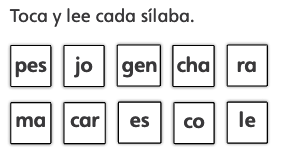 Toca y lee cada sílaba.
pes jo gen cha ra
ma car es co le